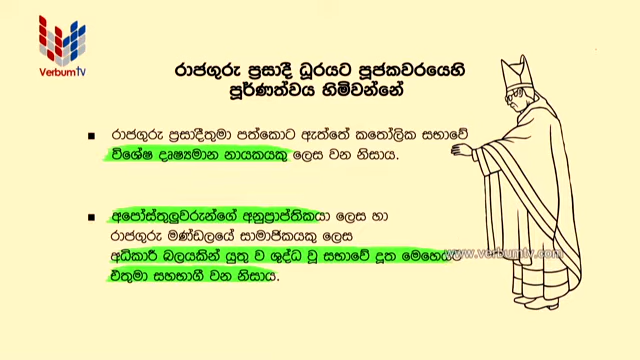 VerbumTV
රාජගුරු ප්‍රසාදී ධූරයට පූජකවරයෙහි
පූර්ණත්වය හිමිවන්නේ
රාජගුරු ප්‍රසාදීතුමා පත්කොට ඇත්තේ කතෝලික සභාවේ
විශේෂ දෘෂ්‍යමාන නායකයකු ලෙස වන නිසාය.
අපෝස්තුලුවරුන්ගේ අනුප්‍රාප්තිකයා ලෙස හා
රාජගුරු මණ්ඩලයේ සාමාජිකයකු ලෙස
අධිකාරී බලයකින් යුතු ව ශුද්ධ වූ සභාවේ දූත මෙහෙයට
www.verbumtv.com
එතුමා සහභාගී වන නිසාය.